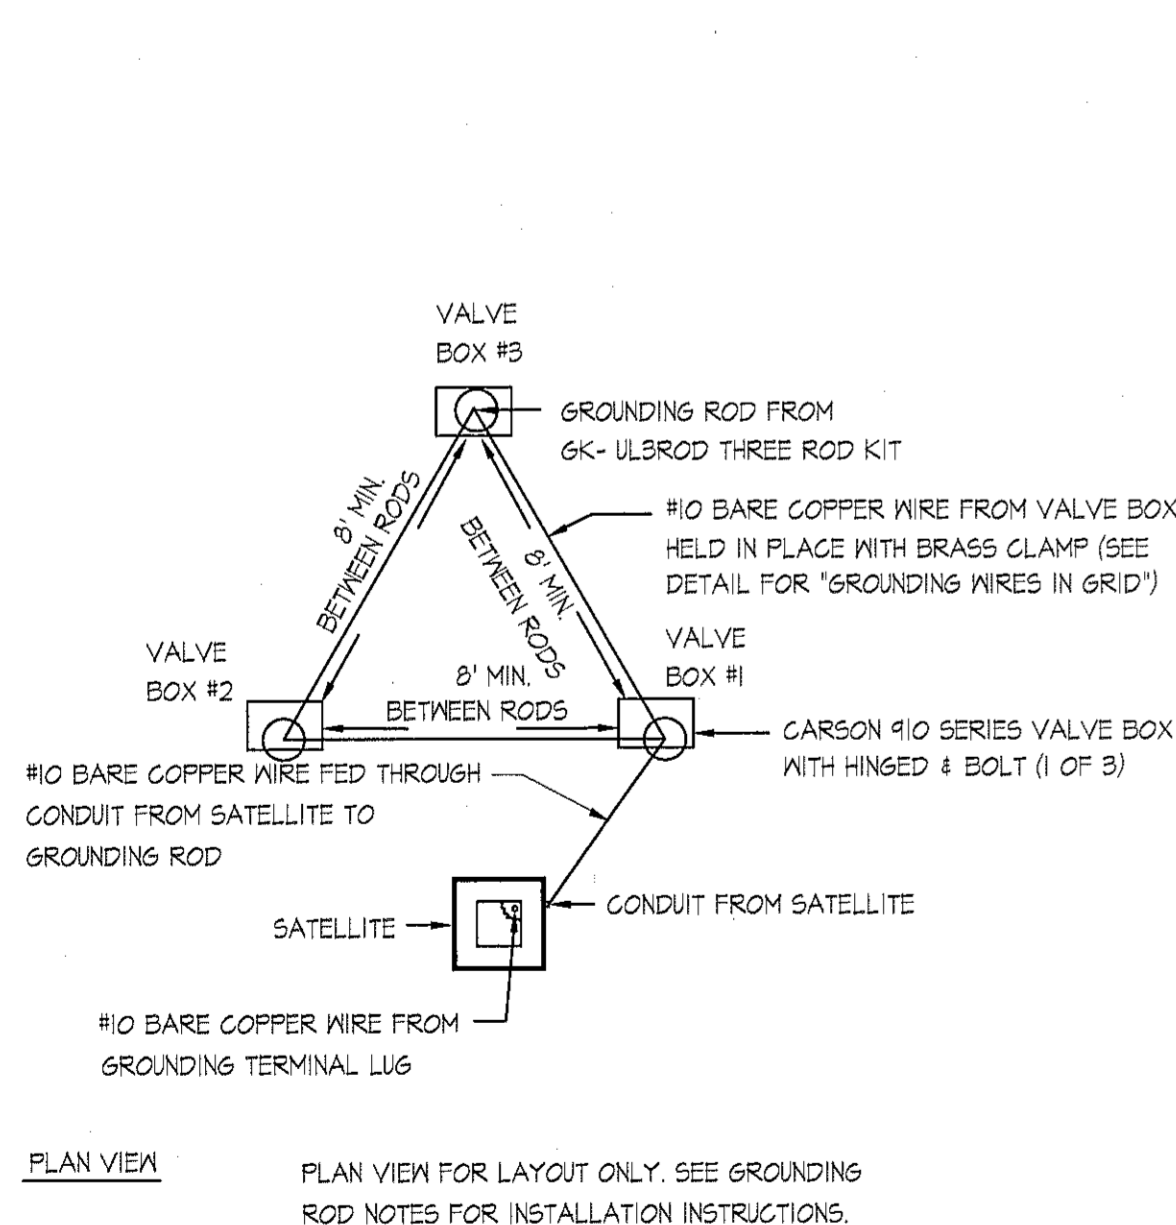 VALVE
BOX #3
GROUNDING ROD FROM
GK- UL3ROD THREE ROD KIT
8' MIN.
BETWEEN RODS
8' MIN.
BETWEEN RODS
#10 BARE COPPER WIRE FROM VALVE BOX
HELD IN PLACE WITH BRASS CLAMP (SEE
DETAIL FOR "GROUNDING WIRES IN GRID")
VALVE
BOX #2
8' MIN.
BETWEEN RODS
VALVE
BOX #1
CARSON 910 SERIES VALVE BOX
WITH HINGED & BOLT (1 OF 3)
#10 BARE COPPER WIRE FED THROUGH
CONDUIT FROM SATELLITE TO
GROUNDING ROD
CONDUIT FROM SATELLITE
SATELLITE
#10 BARE COPPER WIRE FROM
GROUNDING TERMINAL LUG
PLAN VIEW
PLAN VIEW FOR LAYOUT ONLY. SEE GROUNDING
ROD NOTES FOR INSTALLATION INSTRUCTIONS.